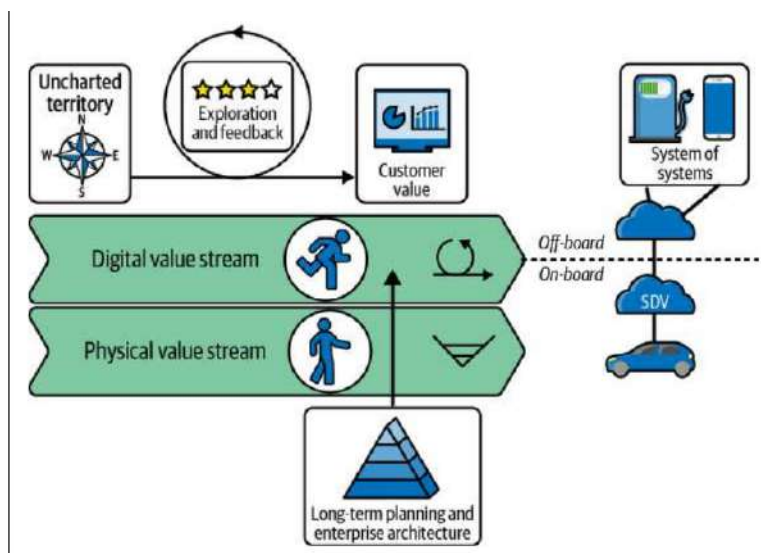 Uncharted
territory
N
W
E
S
Exploration
and feedback
Customer
value
System of
systems
Digital value stream
Off-board
On-board
SDV
Physical value stream
Long-term planning and
enterprise architecture